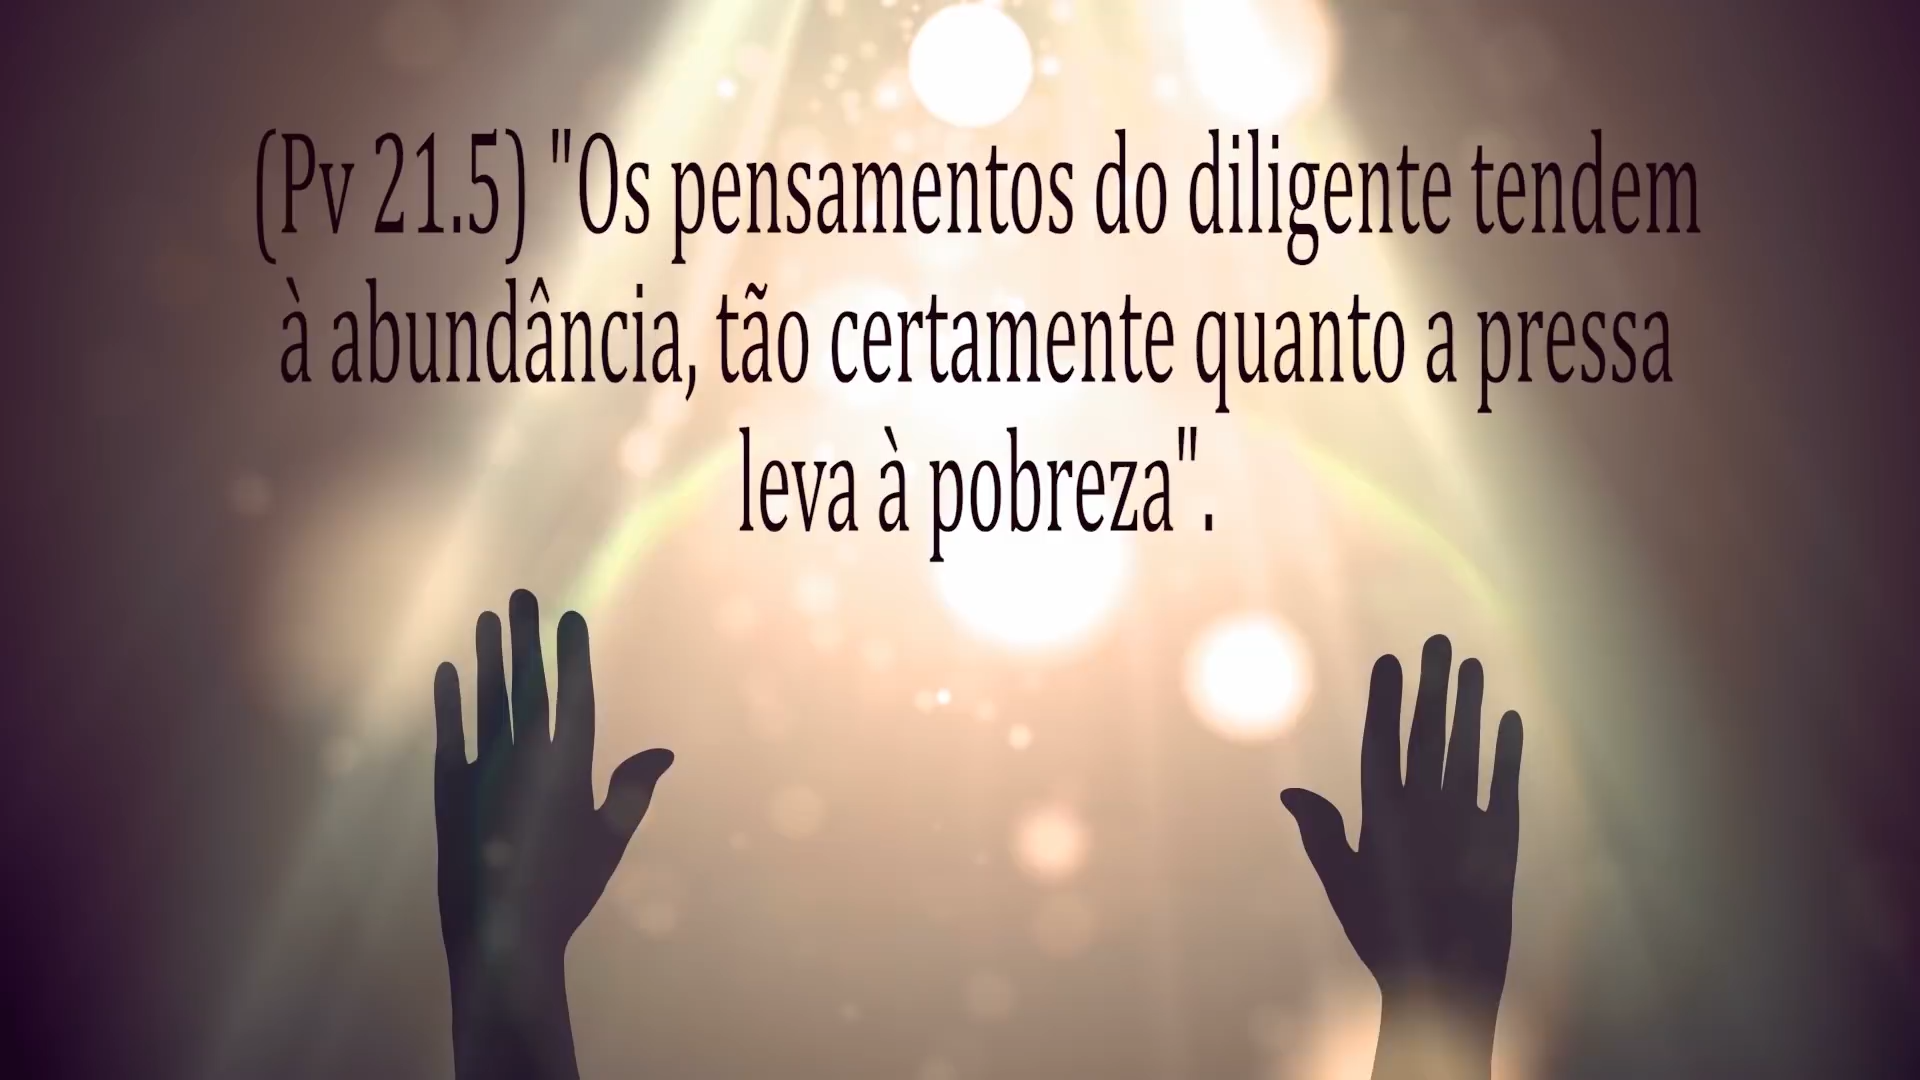 (Pv 21.5) "Os pensamentos do diligente tendem
à abundância, tão certamente quanto a pressa
leva à pobreza".